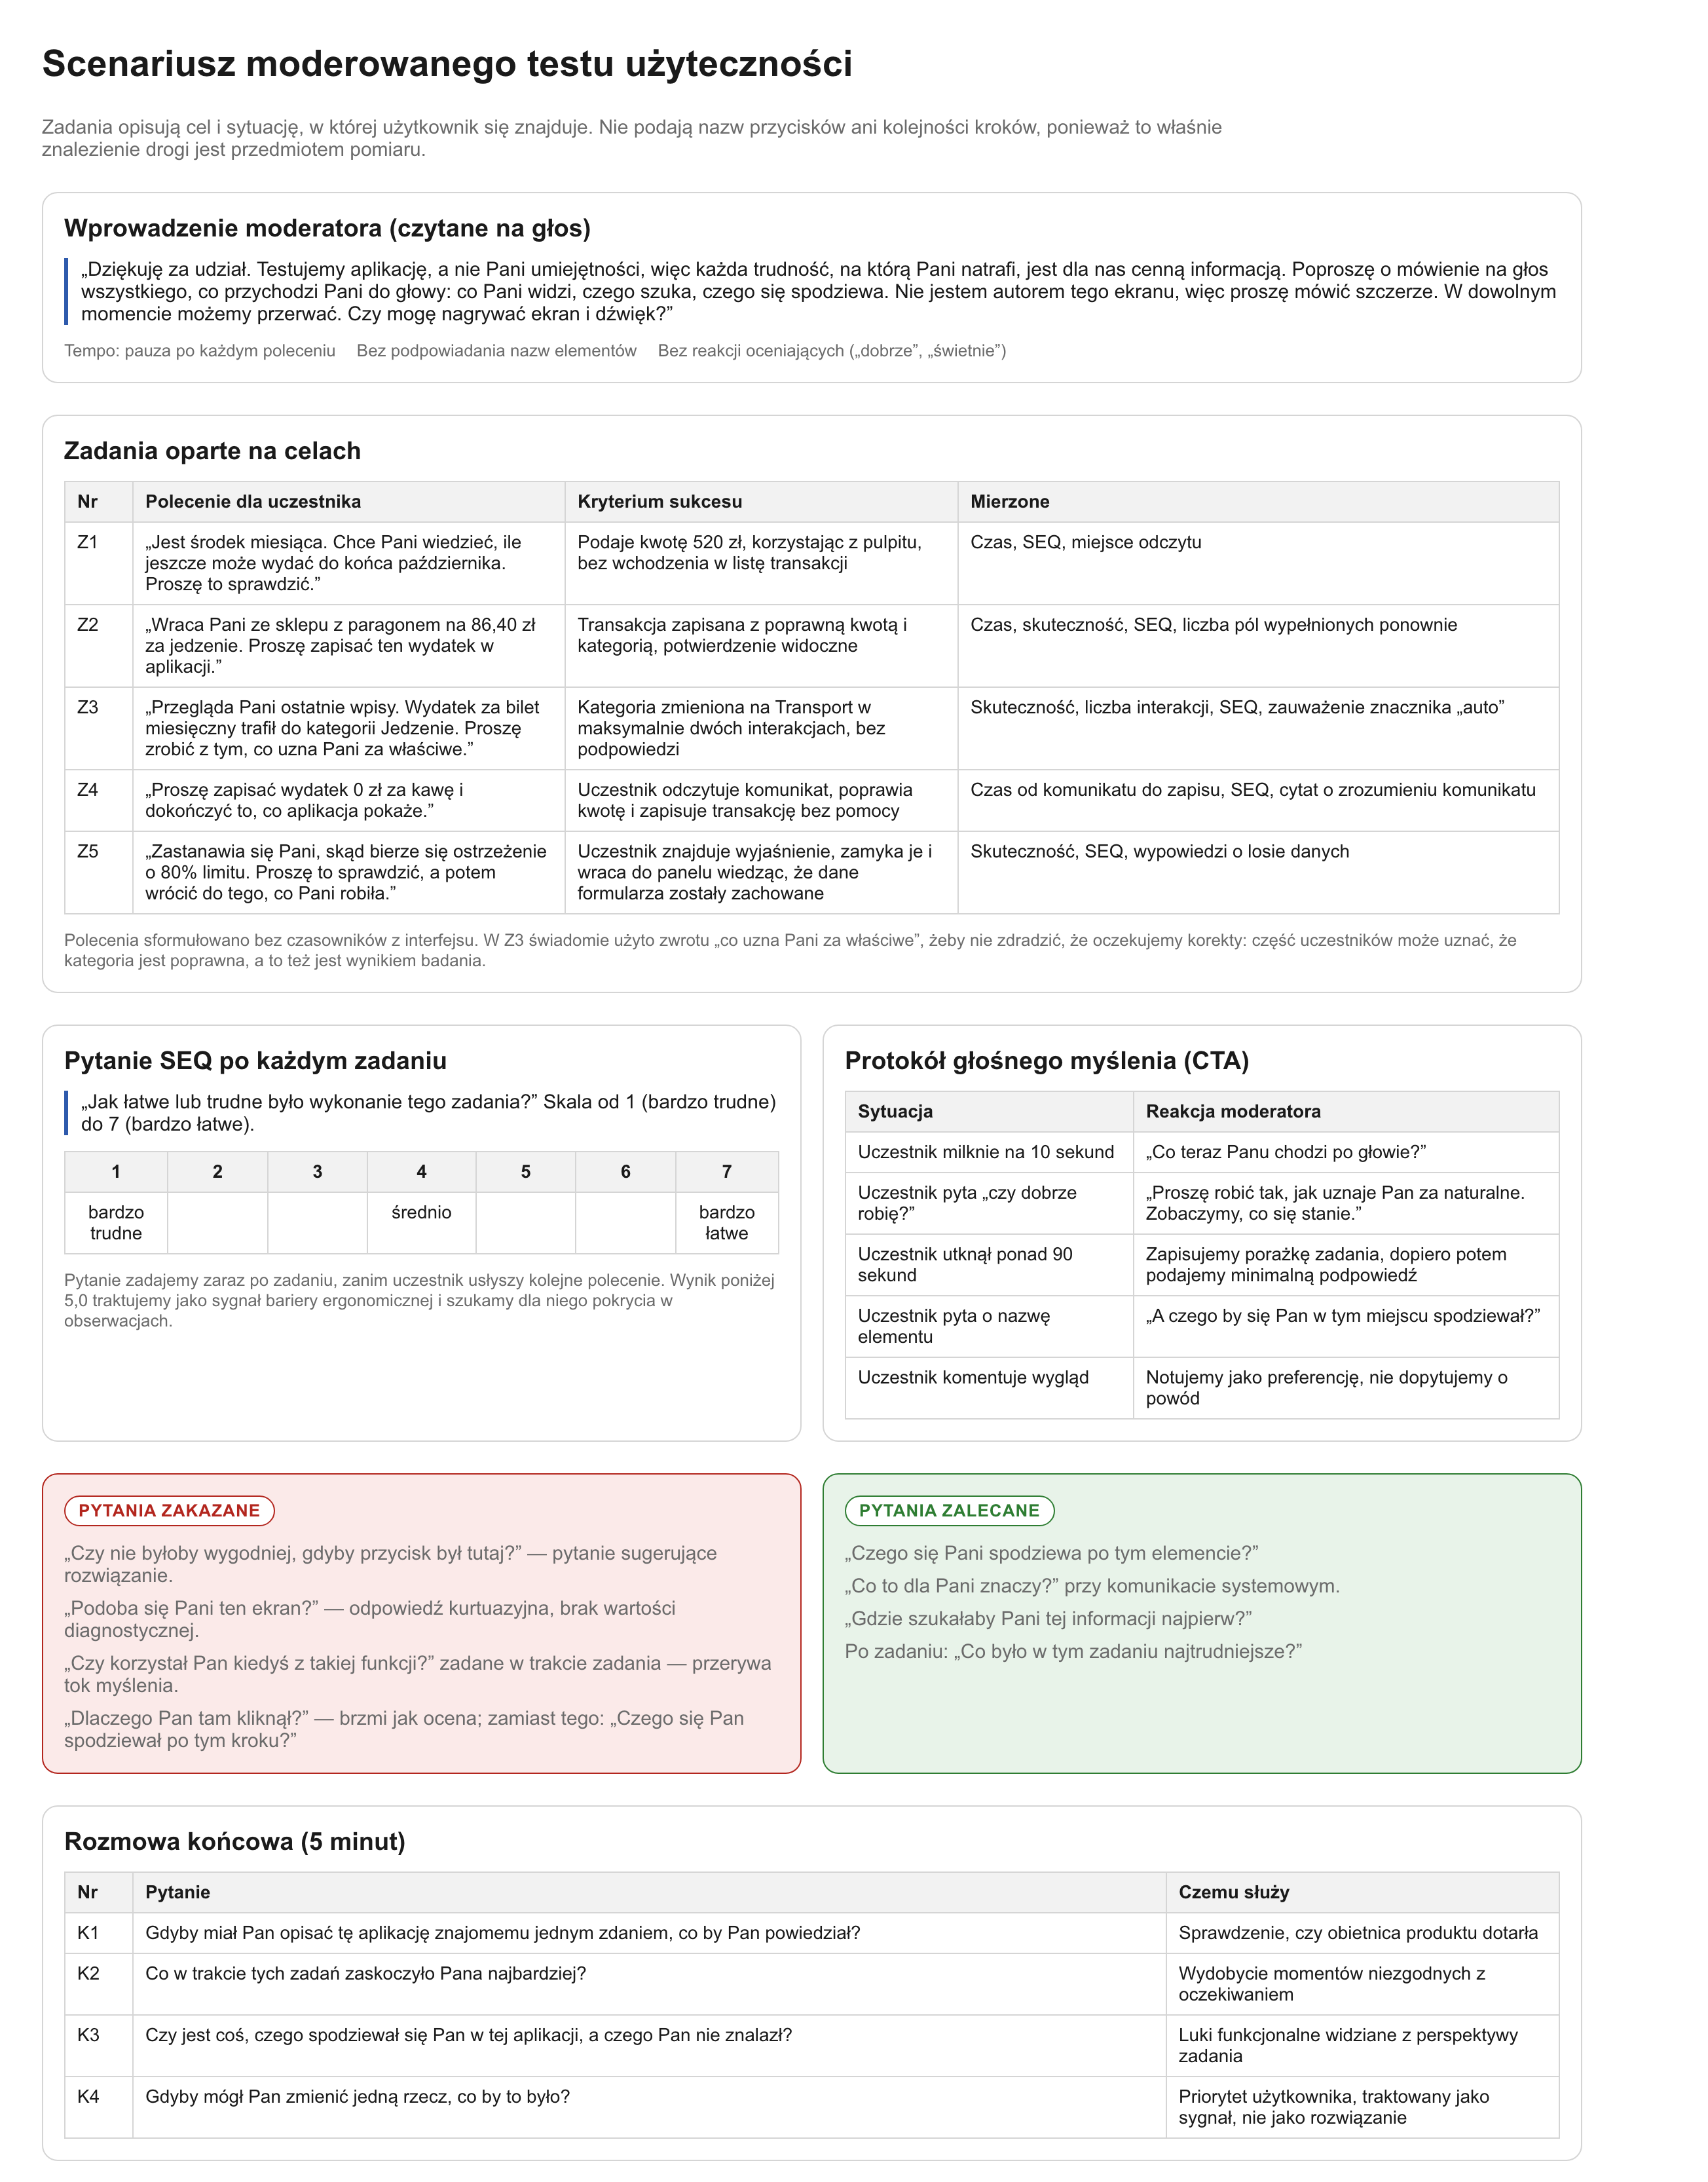 Scenariusz moderowanego testu użyteczności
Zadania opisują cel i sytuację, w której użytkownik się znajduje. Nie podają nazw przycisków ani kolejności kroków, ponieważ to właśnie
znalezienie drogi jest przedmiotem pomiaru.
Wprowadzenie moderatora (czytane na głos)
„Dziękuję za udział. Testujemy aplikację, a nie Pani umiejętności, więc każda trudność, na którą Pani natrafi, jest dla nas cenną informacją. Poproszę o mówienie na głos
wszystkiego, co przychodzi Pani do głowy: co Pani widzi, czego szuka, czego się spodziewa. Nie jestem autorem tego ekranu, więc proszę mówić szczerze. W dowolnym
momencie możemy przerwać. Czy mogę nagrywać ekran i dźwięk?”
Tempo: pauza po każdym poleceniu Bez podpowiadania nazw elementów Bez reakcji oceniających („dobrze”, „świetnie”)
Zadania oparte na celach
Nr Polecenie dla uczestnika Kryterium sukcesu Mierzone
Z1
„Jest środek miesiąca. Chce Pani wiedzieć, ile
jeszcze może wydać do końca października.
Proszę to sprawdzić.”
Podaje kwotę 520 zł, korzystając z pulpitu,
bez wchodzenia w listę transakcji
Czas, SEQ, miejsce odczytu
Z2
„Wraca Pani ze sklepu z paragonem na 86,40 zł
za jedzenie. Proszę zapisać ten wydatek w
aplikacji.”
Transakcja zapisana z poprawną kwotą i
kategorią, potwierdzenie widoczne
Czas, skuteczność, SEQ, liczba pól wypełnionych ponownie
Z3
„Przegląda Pani ostatnie wpisy. Wydatek za bilet
miesięczny trafił do kategorii Jedzenie. Proszę
zrobić z tym, co uzna Pani za właściwe.”
Kategoria zmieniona na Transport w
maksymalnie dwóch interakcjach, bez
podpowiedzi
Skuteczność, liczba interakcji, SEQ, zauważenie znacznika „auto”
Z4
„Proszę zapisać wydatek 0 zł za kawę i
dokończyć to, co aplikacja pokaże.”
Uczestnik odczytuje komunikat, poprawia
kwotę i zapisuje transakcję bez pomocy
Czas od komunikatu do zapisu, SEQ, cytat o zrozumieniu komunikatu
Z5
„Zastanawia się Pani, skąd bierze się ostrzeżenie
o 80% limitu. Proszę to sprawdzić, a potem
wrócić do tego, co Pani robiła.”
Uczestnik znajduje wyjaśnienie, zamyka je i
wraca do panelu wiedząc, że dane
formularza zostały zachowane
Skuteczność, SEQ, wypowiedzi o losie danych
Polecenia sformułowano bez czasowników z interfejsu. W Z3 świadomie użyto zwrotu „co uzna Pani za właściwe”, żeby nie zdradzić, że oczekujemy korekty: część uczestników może uznać, że
kategoria jest poprawna, a to też jest wynikiem badania.
Pytanie SEQ po każdym zadaniu
„Jak łatwe lub trudne było wykonanie tego zadania?” Skala od 1 (bardzo trudne)
do 7 (bardzo łatwe).
1 2 3 4 5 6 7
bardzo
trudne
średnio
bardzo
łatwe
Pytanie zadajemy zaraz po zadaniu, zanim uczestnik usłyszy kolejne polecenie. Wynik poniżej
5,0 traktujemy jako sygnał bariery ergonomicznej i szukamy dla niego pokrycia w
obserwacjach.
Protokół głośnego myślenia (CTA)
Sytuacja Reakcja moderatora
Uczestnik milknie na 10 sekund
„Co teraz Panu chodzi po głowie?”
Uczestnik pyta „czy dobrze
robię?”
„Proszę robić tak, jak uznaje Pan za naturalne.
Zobaczymy, co się stanie.”
Uczestnik utknął ponad 90
sekund
Zapisujemy porażkę zadania, dopiero potem
podajemy minimalną podpowiedź
Uczestnik pyta o nazwę
elementu
„A czego by się Pan w tym miejscu spodziewał?”
Uczestnik komentuje wygląd
Notujemy jako preferencję, nie dopytujemy o
powód
PYTANIA ZAKAZANE
„Czy nie byłoby wygodniej, gdyby przycisk był tutaj?” — pytanie sugerujące
rozwiązanie.
„Podoba się Pani ten ekran?” — odpowiedź kurtuazyjna, brak wartości
diagnostycznej.
„Czy korzystał Pan kiedyś z takiej funkcji?” zadane w trakcie zadania — przerywa
tok myślenia.
„Dlaczego Pan tam kliknął?” — brzmi jak ocena; zamiast tego: „Czego się Pan
spodziewał po tym kroku?”
PYTANIA ZALECANE
„Czego się Pani spodziewa po tym elemencie?”
„Co to dla Pani znaczy?” przy komunikacie systemowym.
„Gdzie szukałaby Pani tej informacji najpierw?”
Po zadaniu: „Co było w tym zadaniu najtrudniejsze?”
Rozmowa końcowa (5 minut)
Nr Pytanie Czemu służy
K1
Gdyby miał Pan opisać tę aplikację znajomemu jednym zdaniem, co by Pan powiedział?
Sprawdzenie, czy obietnica produktu dotarła
K2
Co w trakcie tych zadań zaskoczyło Pana najbardziej?
Wydobycie momentów niezgodnych z
oczekiwaniem
K3
Czy jest coś, czego spodziewał się Pan w tej aplikacji, a czego Pan nie znalazł?
Luki funkcjonalne widziane z perspektywy
zadania
K4
Gdyby mógł Pan zmienić jedną rzecz, co by to było?
Priorytet użytkownika, traktowany jako
sygnał, nie jako rozwiązanie